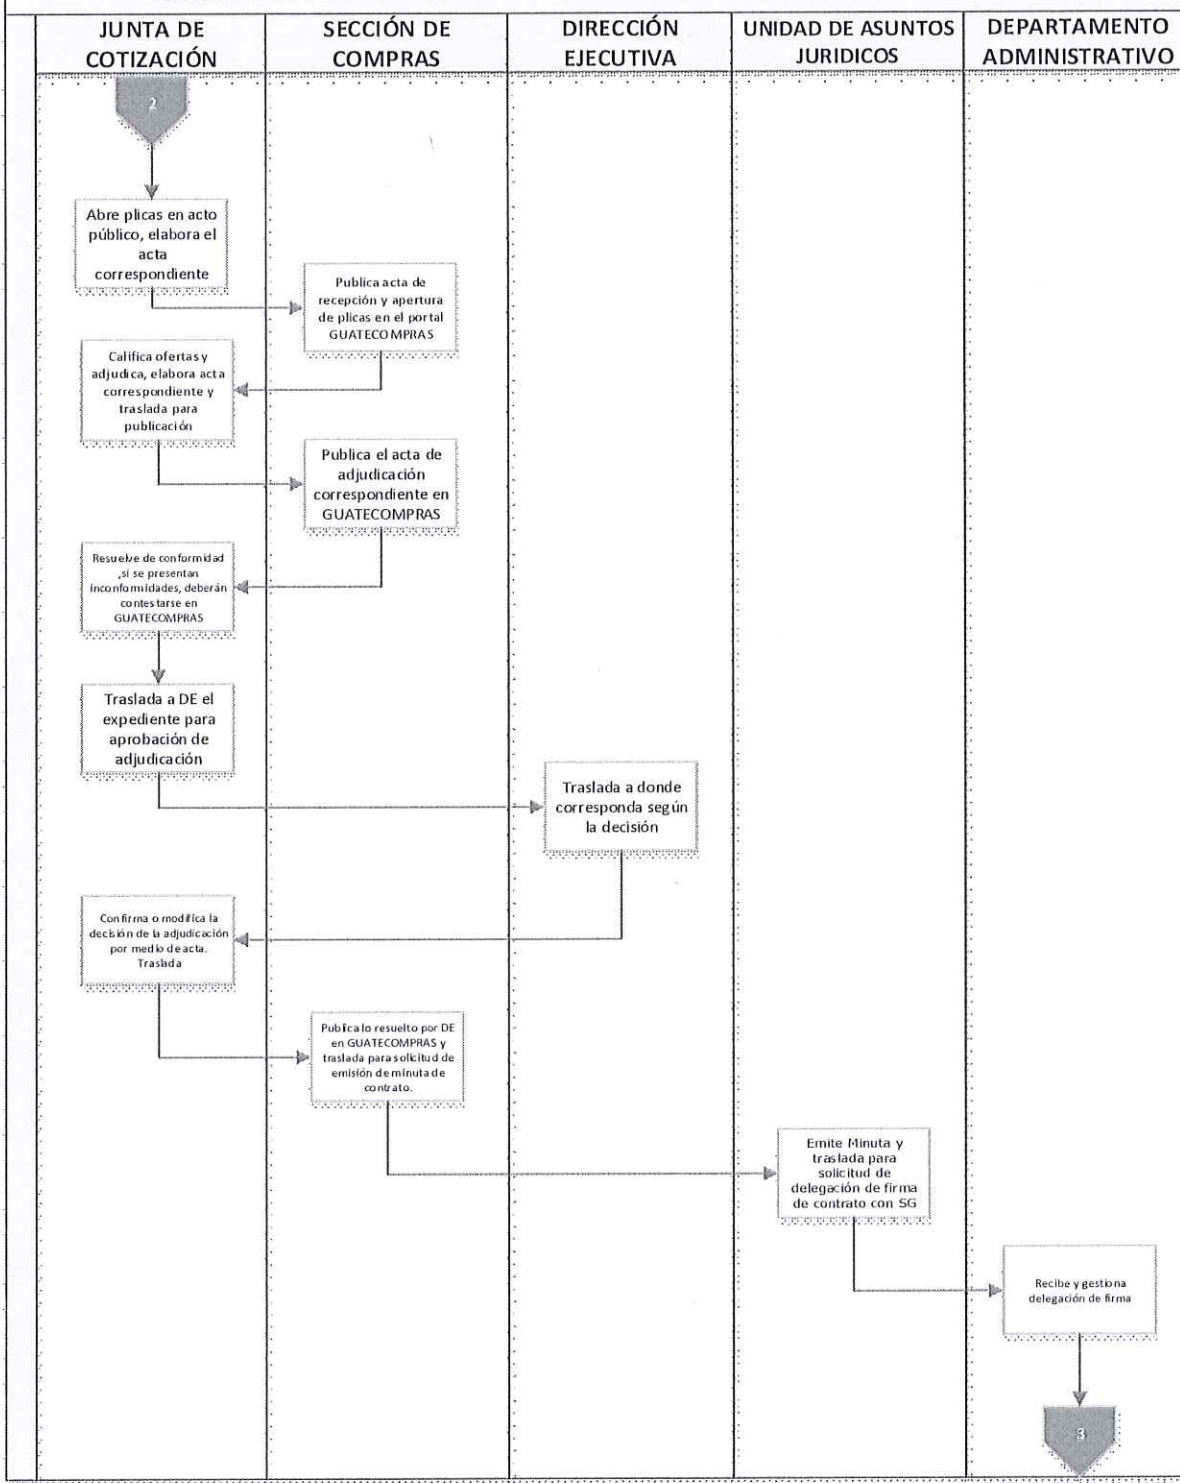 JUNTA DE
COTIZACIÓN
SECCIÓN DE
COMPRAS
DIRECCIÓN
EJECUTIVA
UNIDAD DE ASUNTOS
JURIDICOS
DEPARTAMENTO
ADMINISTRATIVO
2
Abre plicas en acto
público, elabora el
acta
correspondiente
Publica acta de
recepción y apertura
de plicas en el portal
GUATECOMPRAS
Califica ofertas y
adjudica, elabora acta
correspondiente y
traslada para
publicación
Publica el acta de
adjudicación
correspondiente en
GUATECOMPRAS
Resuelve de conformidad
,si se presentan
inconformidades, deberán
contestarse en
GUATECOMPRAS
Traslada a DE el
expediente para
aprobación de
adjudicación
Traslada a donde
corresponda según
la decisión
Confirma o modifica la
decisión de la adjudicación
por medio de acta.
Traslada
Publica lo resuelto por DE
en GUATECOMPRAS y
traslada para solicitud de
emisión de minuta de
contrato.
Emite Minuta y
traslada para
solicitud de
delegación de firma
de contrato con SG
Recibe y gestiona
delegación de firma
3